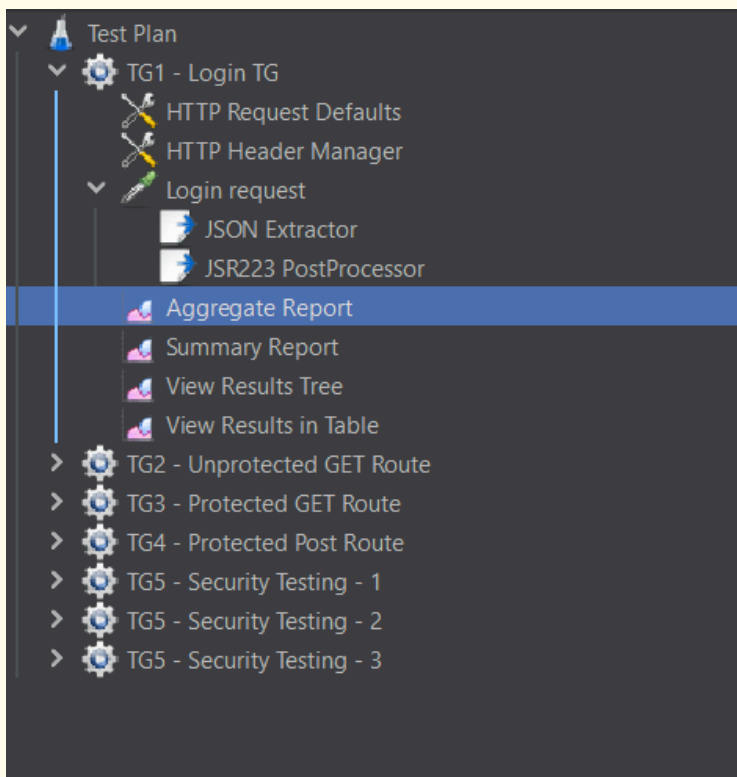 Test Plan
TG1 - Login TG
HTTP Request Defaults
HTTP Header Manager
Login request
JSON Extractor
JSR223 PostProcessor
Aggregate Report
Summary Report
View Results Tree
View Results in Table
TG2 - Unprotected GET Route
TG3 - Protected GET Route
TG4 - Protected Post Route
TG5 - Security Testing - 1
TG5 - Security Testing - 2
TG5 - Security Testing - 3